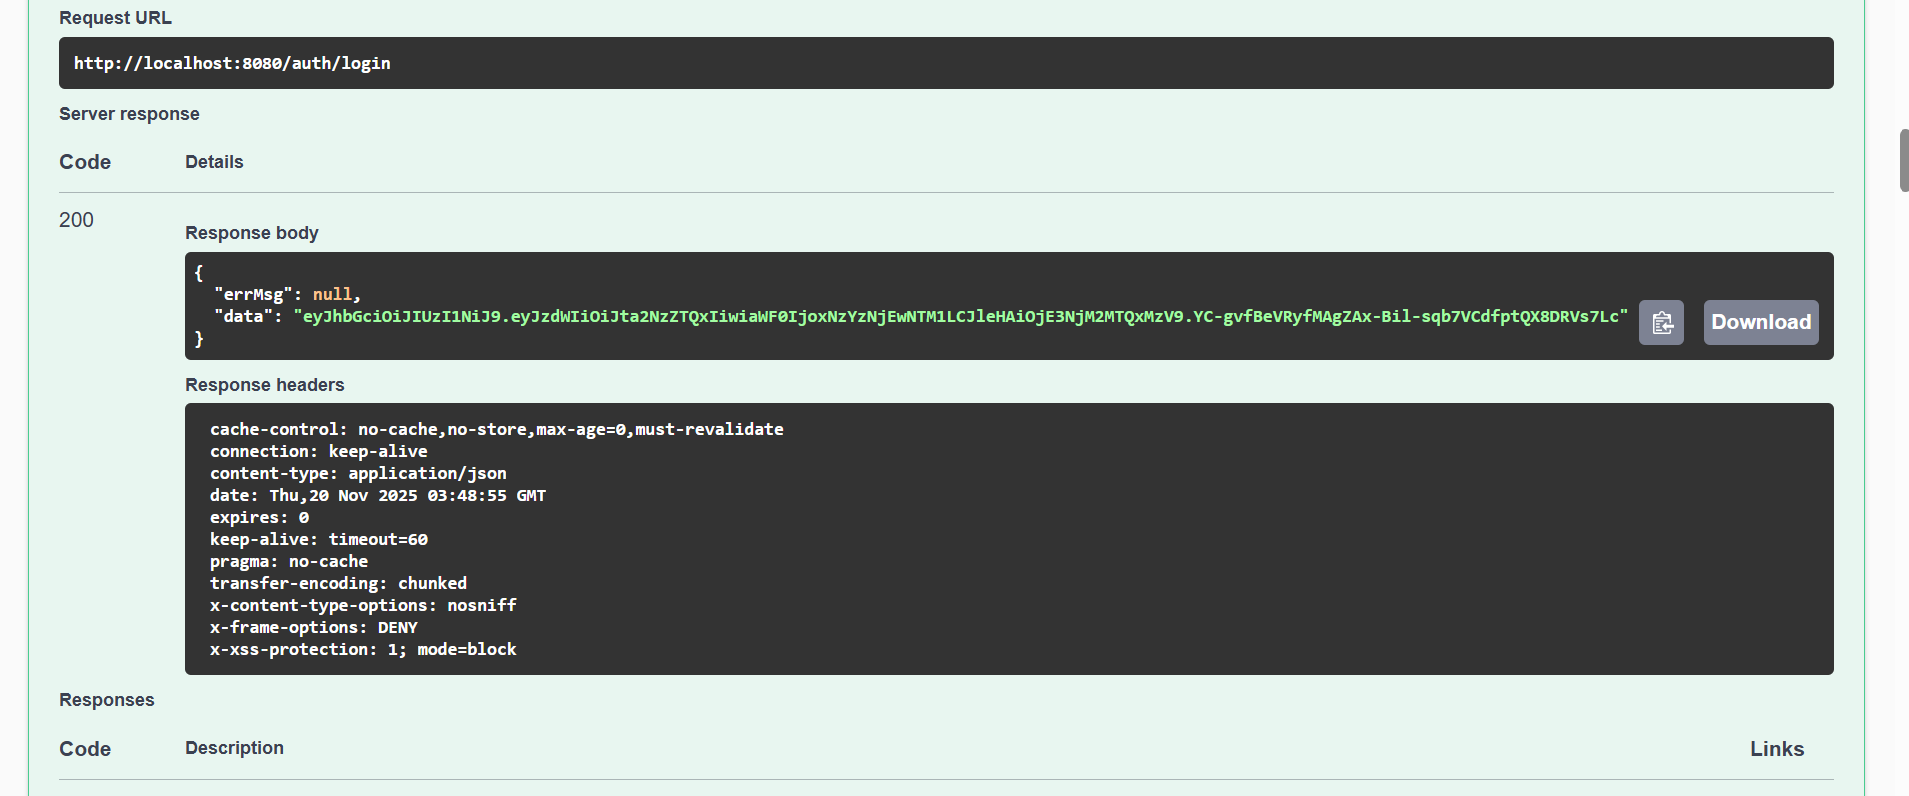 Request URL
http://localhost:8080/auth/login
Server response
Code Details
200
Response body
{
"errMsg": null,
"data": "eyJhbGciOiJIUzI1NiJ9.eyJzdWIiOiJta2NzZTQxIiwiaWF0IjoxNzYzNjEwNTM1LCJleHAiOjE3NjM2MTQxMzV9.YC-gvfBeVRyfMAgZAx-Bil-sqb7VCdfptQX8DRVs7Lc"
}
Download
Response headers
cache-control: no-cache,no-store,max-age=0,must-revalidate
connection: keep-alive
content-type: application/json
date: Thu,20 Nov 2025 03:48:55 GMT
expires: 0
keep-alive: timeout=60
pragma: no-cache
transfer-encoding: chunked
x-content-type-options: nosniff
x-frame-options: DENY
x-xss-protection: 1; mode=block
Responses
Code Description Links